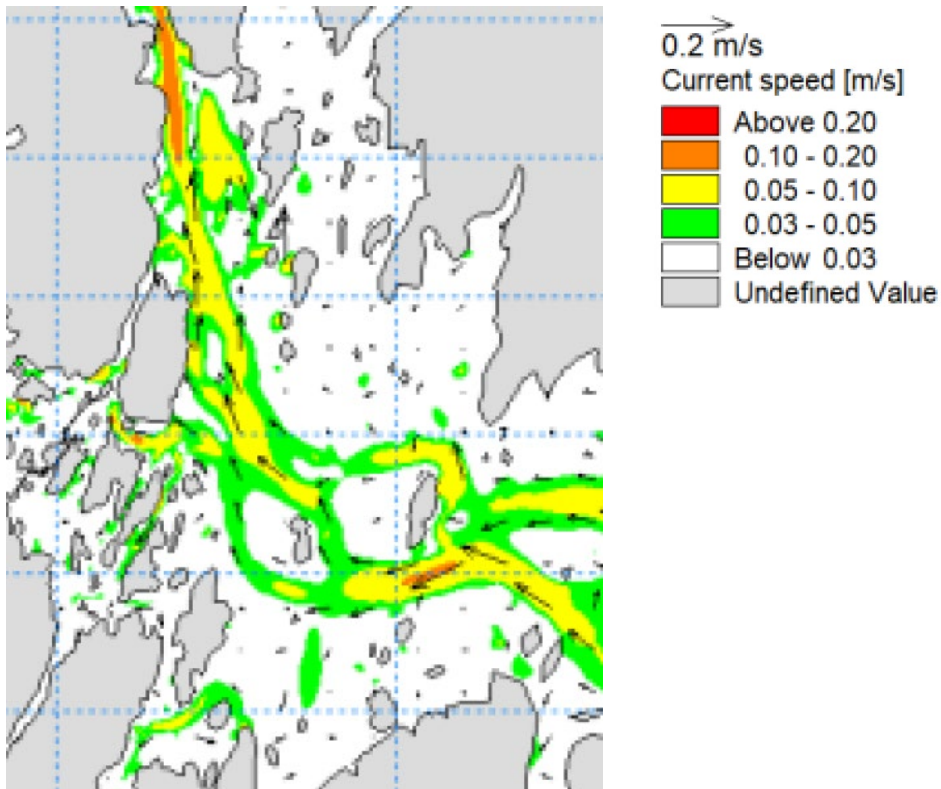 0.2 m/s
Current speed [m/s]
Above 0.20
0.10 - 0.20
0.05 - 0.10
0.03 - 0.05
Below 0.03
Undefined Value